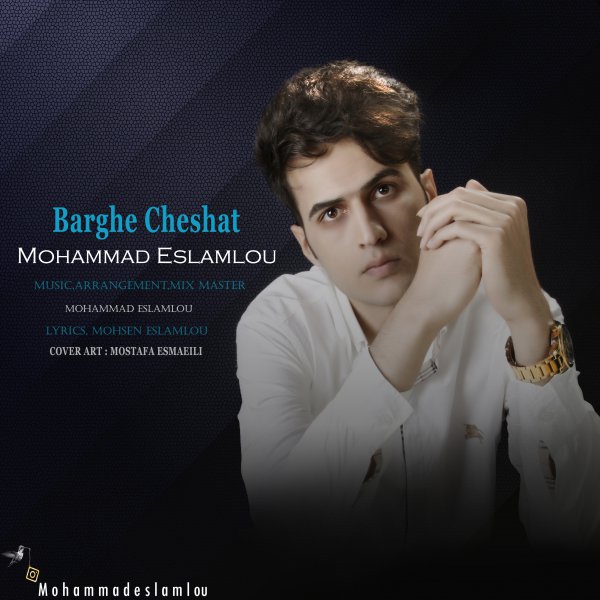 Barghe Cheshat
Mohammad Eslamlou
MUSIC,ARRANGEMENT,MIX MASTER
MOHAMMAD ESLAMLOU
LYRICS, MOHSEN ESLAMLOU
COVER ART : MOSTAFA ESMAEILI
Mohammadeslamlou